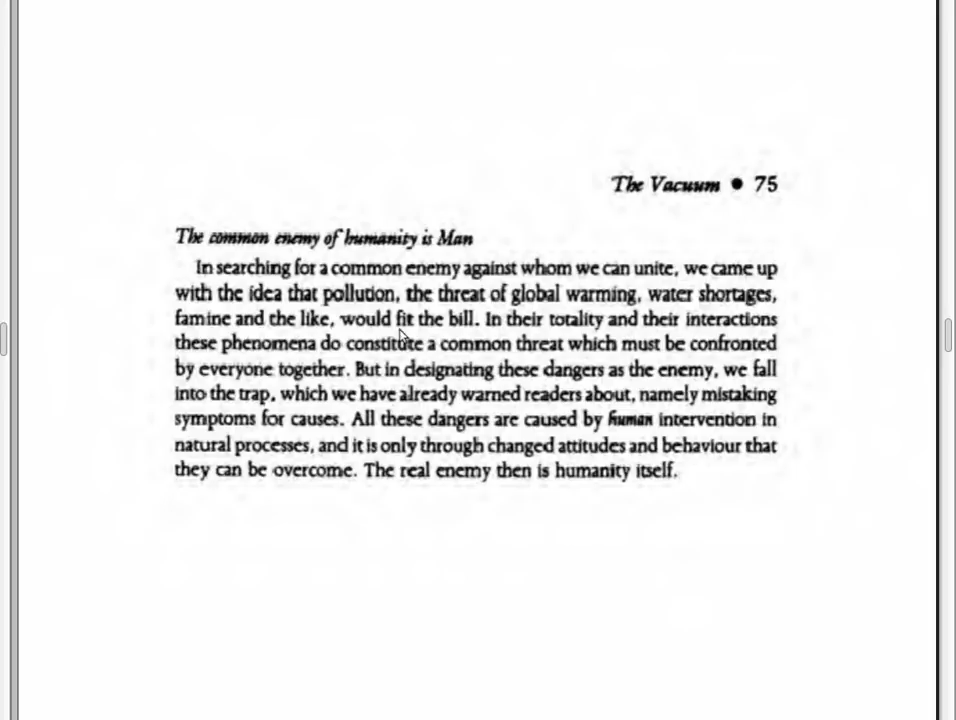 The Vacuum • 75
The common enemy of humanity is Man
In searching for a common enemy against whom we can unite, we came up
with the idea that pollution, the threat of global warming, water shortages,
famine and the like, would fit the bill. In their totality and their interactions
these phenomena do constitute a common threat which must be confronted
by everyone together. But in designating these dangers as the enemy, we fall
into the trap, which we have already warned readers about, namely mistaking
symptoms for causes. All these dangers are caused by human intervention in
natural processes, and it is only through changed attitudes and behaviour that
they can be overcome. The real enemy then is humanity itself.